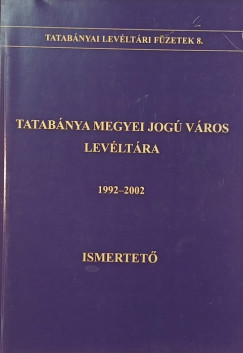 TATABÁNYAI LEVÉLTÁRI FÜZETEK 8.
TATABÁNYA MEGYEI JOGÚ VÁROS
LEVÉLTÁRA
1992–2002
ISMERTETŐ